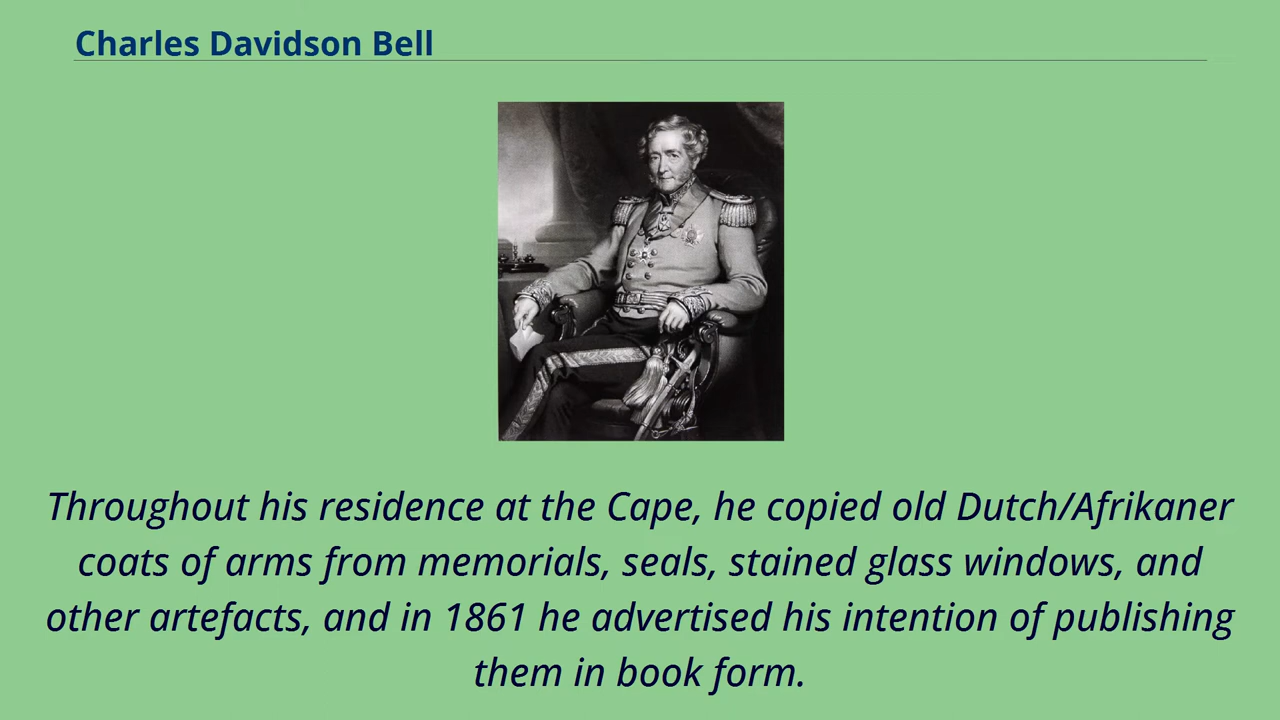 Charles Davidson Bell
Throughout his residence at the Cape, he copied old Dutch/Afrikaner
coats of arms from memorials, seals, stained glass windows, and
other artefacts, and in 1861 he advertised his intention of publishing
them in book form.